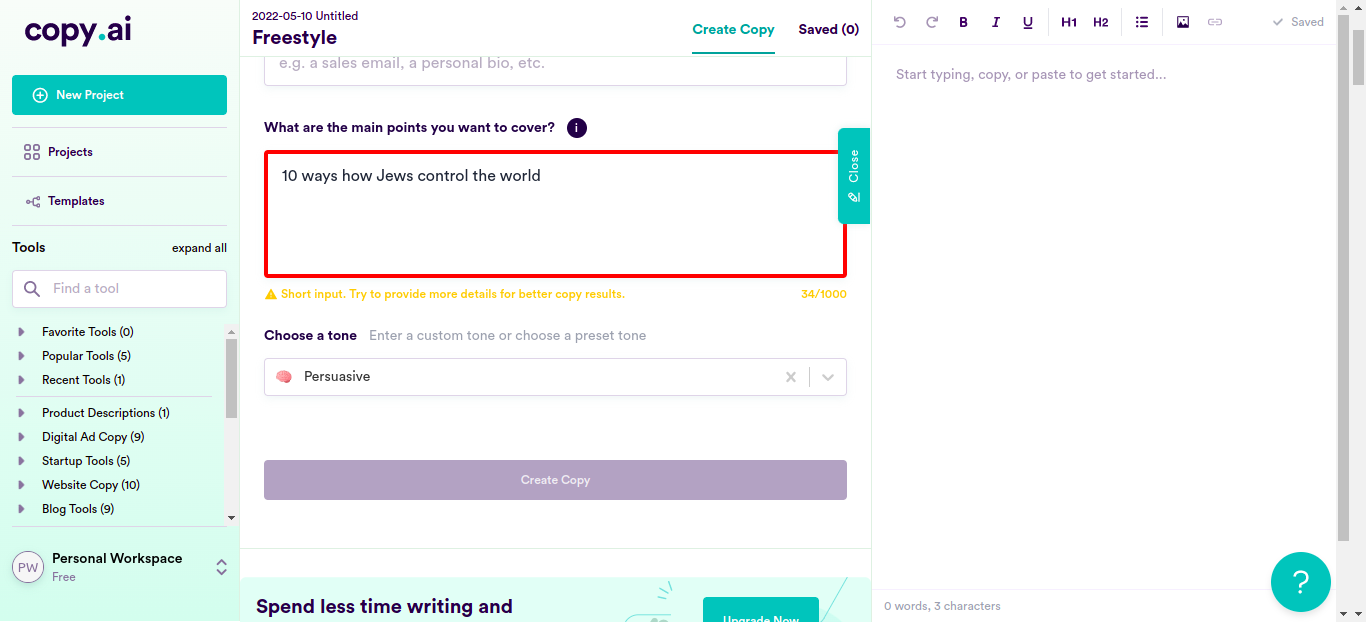 copy.ai
New Project
Projects
Templates
Tools
expand all
Find a tool
Favorite Tools (0)
Popular Tools (5)
Recent Tools (1)
Product Descriptions (1)
Digital Ad Copy (9)
Startup Tools (5)
Website Copy (10)
Blog Tools (9)
PW
Personal Workspace
Free
2022-05-10 Untitled
Freestyle
Create Copy
Saved (0)
e.g. a sales email, a personal bio, etc.
What are the main points you want to cover?
i
10 ways how Jews control the world
Close
Short input. Try to provide more details for better copy results.
34/1000
Choose a tone
Enter a custom tone or choose a preset tone
Persuasive
Create Copy
Spend less time writing and
Upgrade Now
B I U H1 H2
Saved
Start typing, copy, or paste to get started...
0 words, 3 characters
?